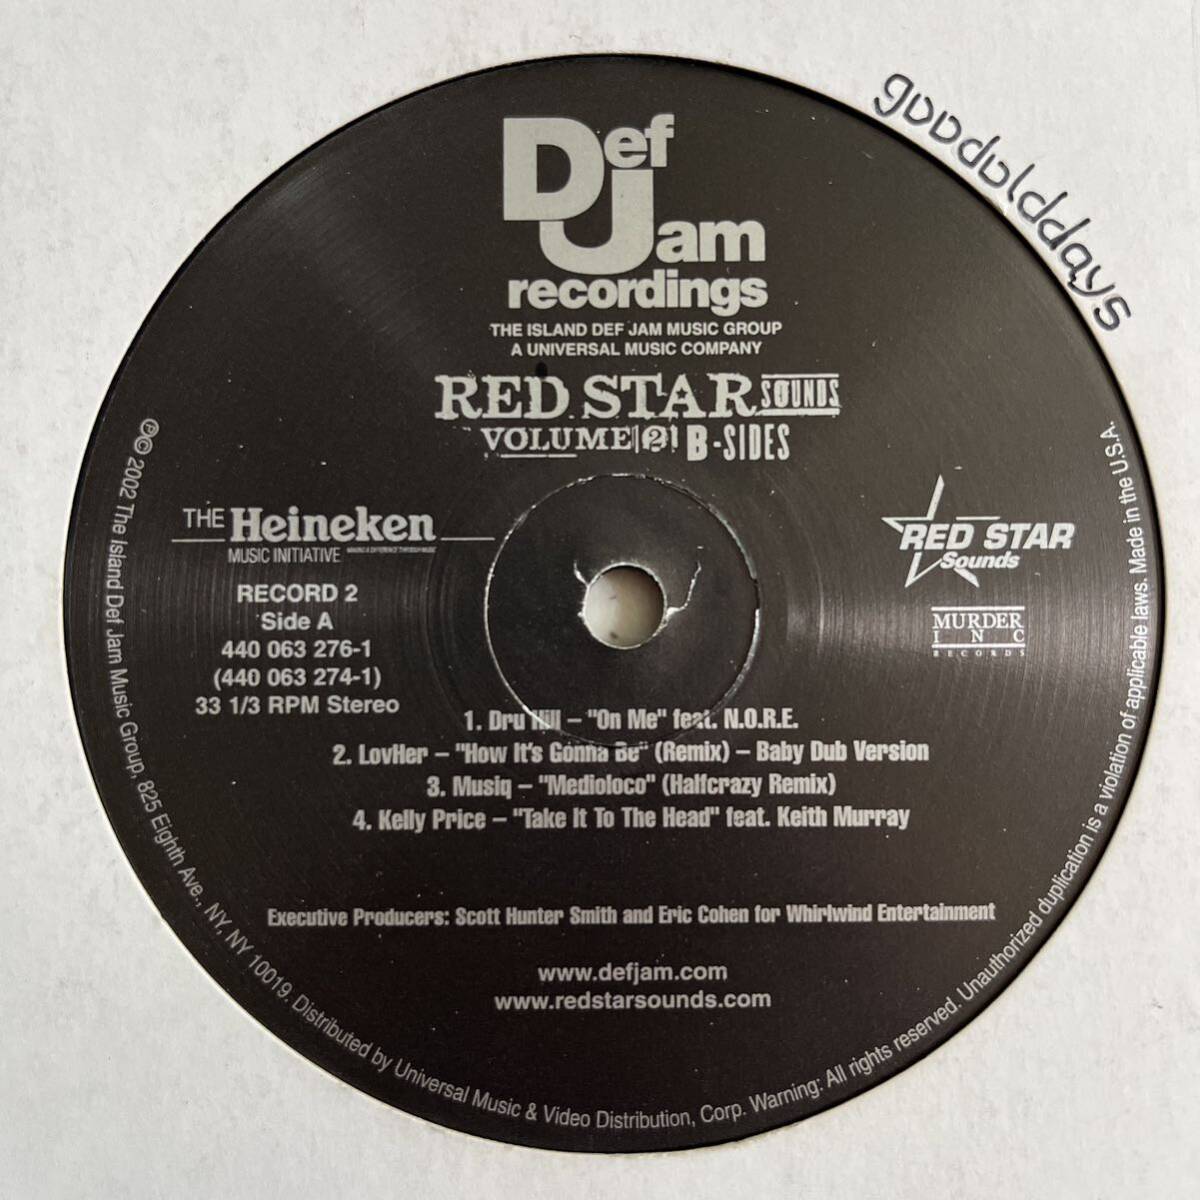 goodolddays
Def
Jam
recordings
THE ISLAND DEF JAM MUSIC GROUP
A UNIVERSAL MUSIC COMPANY
RED STAR SOUNDS
VOLUME 2 B-SIDES
THE Heineken
MUSIC INITIATIVE MAKING A DIFFERENCE THROUGH MUSIC
RECORD 2
Side A
440 063 276-1
(440 063 274-1)
33 1/3 RPM Stereo
RED STAR
Sounds
MURDER
INC
RECORDS
1. Dru Hill – "On Me" feat. N.O.R.E.
2. LovHer – "How It's Gonna Be" (Remix) – Baby Dub Version
3. Musiq – "Medioloco" (Halfcrazy Remix)
4. Kelly Price – "Take It To The Head" feat. Keith Murray
Executive Producers: Scott Hunter Smith and Eric Cohen for Whirlwind Entertainment
www.defjam.com
www.redstarsounds.com
℗© 2002 The Island Def Jam Music Group, 825 Eighth Ave., NY, NY 10019. Distributed by Universal Music & Video Distribution, Corp. Warning: All rights reserved. Unauthorized duplication is a violation of applicable laws. Made in the U.S.A.